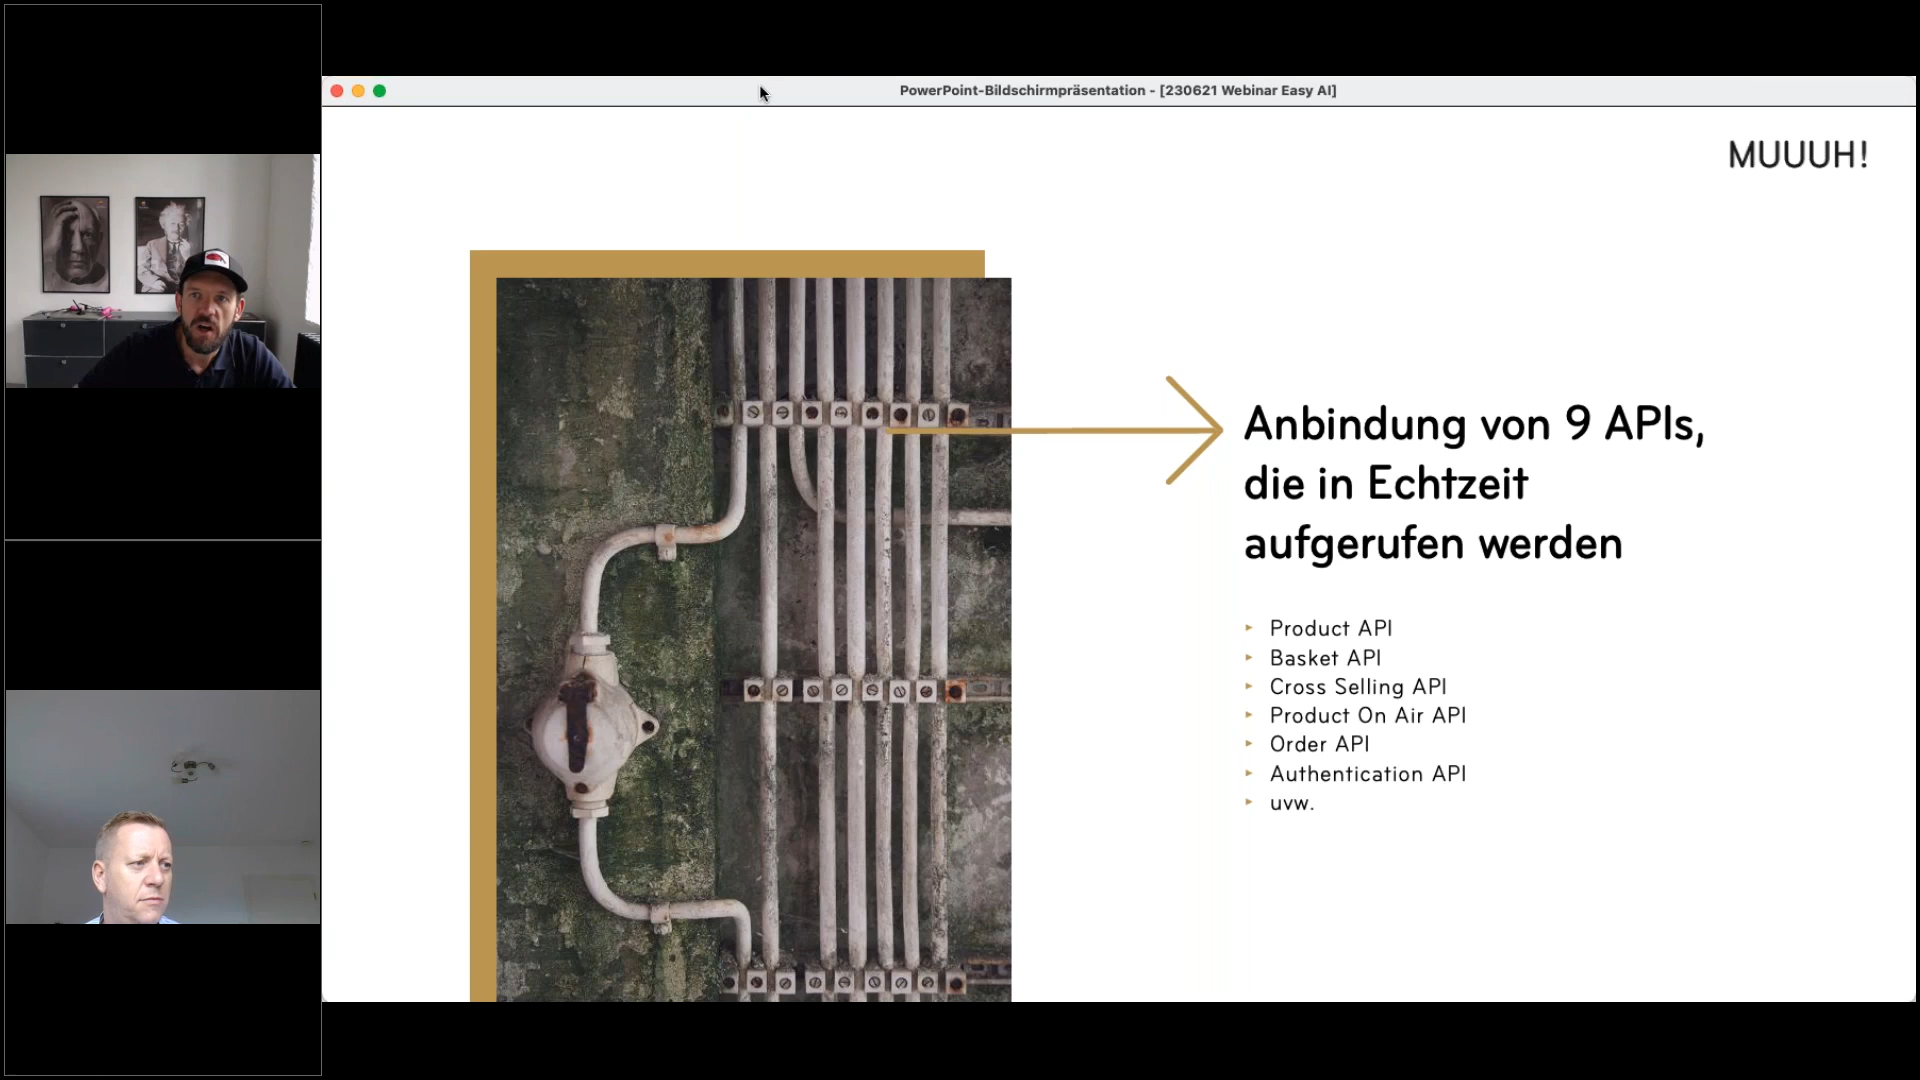 PowerPoint-Bildschirmpräsentation - [230621 Webinar Easy AI]
MUUUH!
Anbindung von 9 APIs,
die in Echtzeit
aufgerufen werden
▸ Product API
▸ Basket API
▸ Cross Selling API
▸ Product On Air API
▸ Order API
▸ Authentication API
▸ uvw.